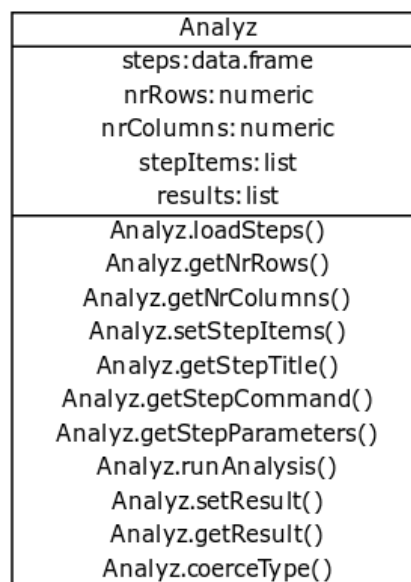 Analyz
steps:data.frame
nrRows:numeric
nrColumns:numeric
stepItems:list
results:list
Analyz.loadSteps()
Analyz.getNrRows()
Analyz.getNrColumns()
Analyz.setStepItems()
Analyz.getStepTitle()
Analyz.getStepCommand()
Analyz.getStepParameters()
Analyz.runAnalysis()
Analyz.setResult()
Analyz.getResult()
Analyz.coerceType()